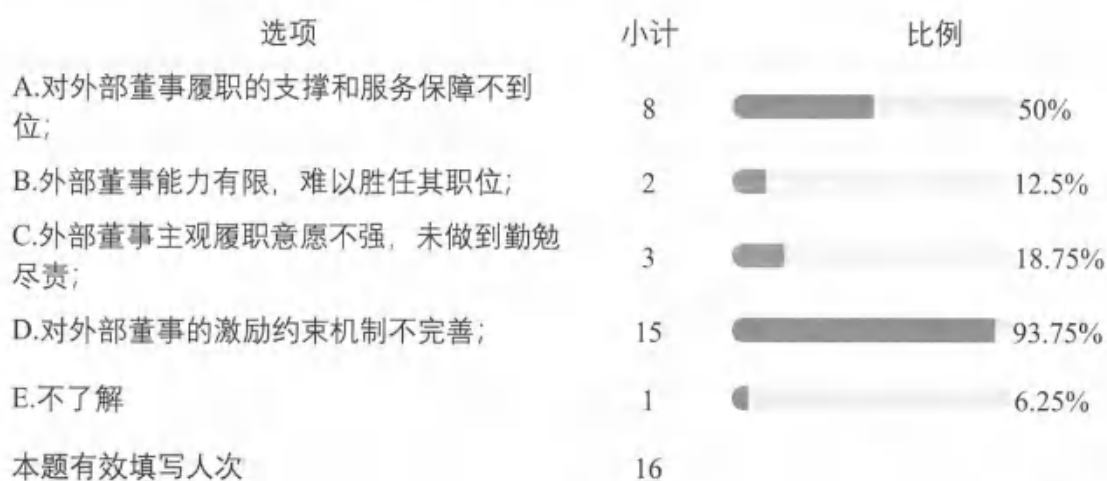 选项 小计 比例
A.对外部董事履职的支撑和服务保障不到
位;
8 50%
B.外部董事能力有限，难以胜任其职位; 2 12.5%
C.外部董事主观履职意愿不强，未做到勤勉
尽责;
3 18.75%
D.对外部董事的激励约束机制不完善; 15 93.75%
E.不了解 1 6.25%
本题有效填写人次 16